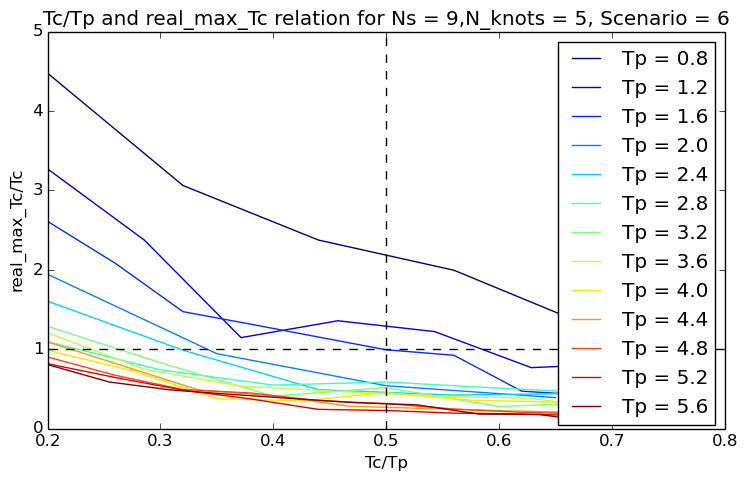 Tc/Tp and real_max_Tc relation for Ns = 9,N_knots = 5, Scenario = 6
5
4
3
2
1
0
real_max_Tc/Tc
0.2
0.3
0.4
0.5
0.6
0.7
0.8
Tc/Tp
Tp = 0.8
Tp = 1.2
Tp = 1.6
Tp = 2.0
Tp = 2.4
Tp = 2.8
Tp = 3.2
Tp = 3.6
Tp = 4.0
Tp = 4.4
Tp = 4.8
Tp = 5.2
Tp = 5.6